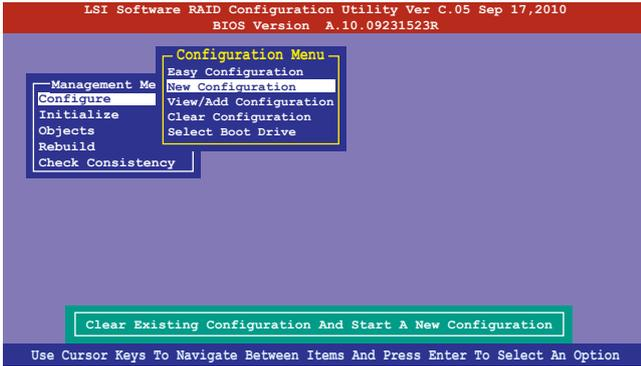 LSI Software RAID Configuration Utility Ver C.05 Sep 17,2010
BIOS Version A.10.09231523R
Configuration Menu
Easy Configuration
New Configuration
View/Add Configuration
Clear Configuration
Select Boot Drive
Management Me
Configure
Initialize
Objects
Rebuild
Check Consistency
Clear Existing Configuration And Start A New Configuration
Use Cursor Keys To Navigate Between Items And Press Enter To Select An Option